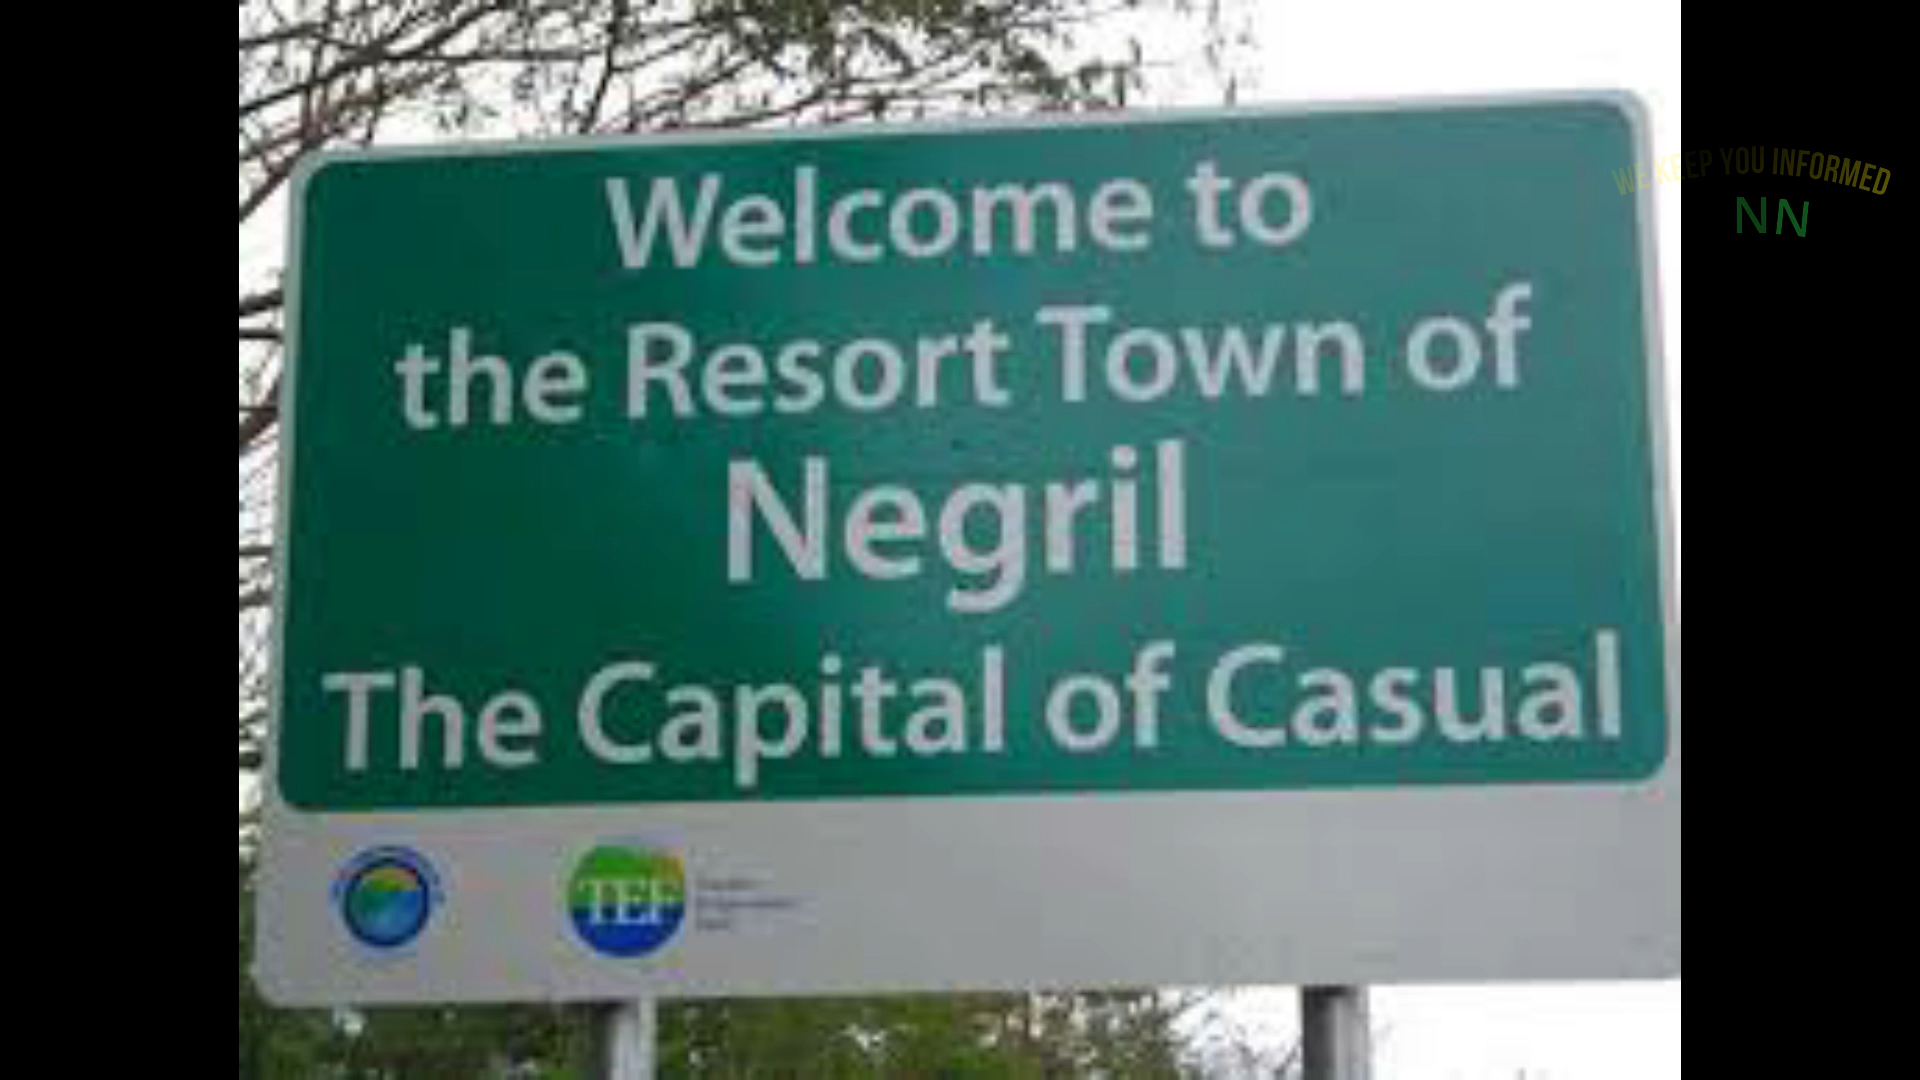 Welcome to
the Resort Town of
Negril
The Capital of Casual
TEF
WE KEEP YOU INFORMED
NN